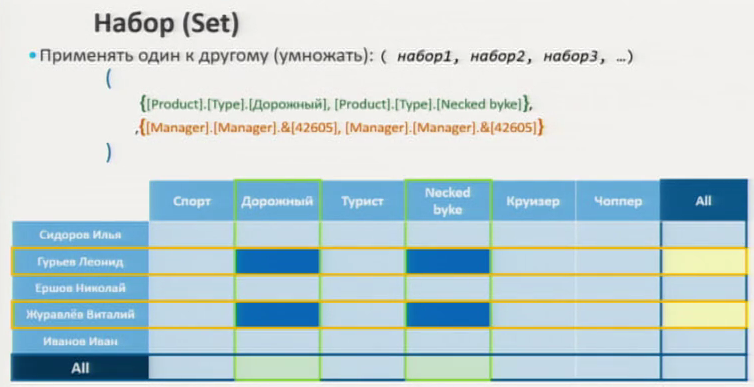 Набор (Set)
• Применять один к другому (умножать): ( набор1, набор2, набор3, …)
(
{[Product].[Type].[Дорожный], [Product].[Type].[Necked byke]},
,{[Manager].[Manager].&[42605], [Manager].[Manager].&[42605]}
)
Спорт Дорожный Турист Necked byke Круизер Чоппер All
Сидоров Илья
Гурьев Леонид
Ершов Николай
Журавлёв Виталий
Иванов Иван
All